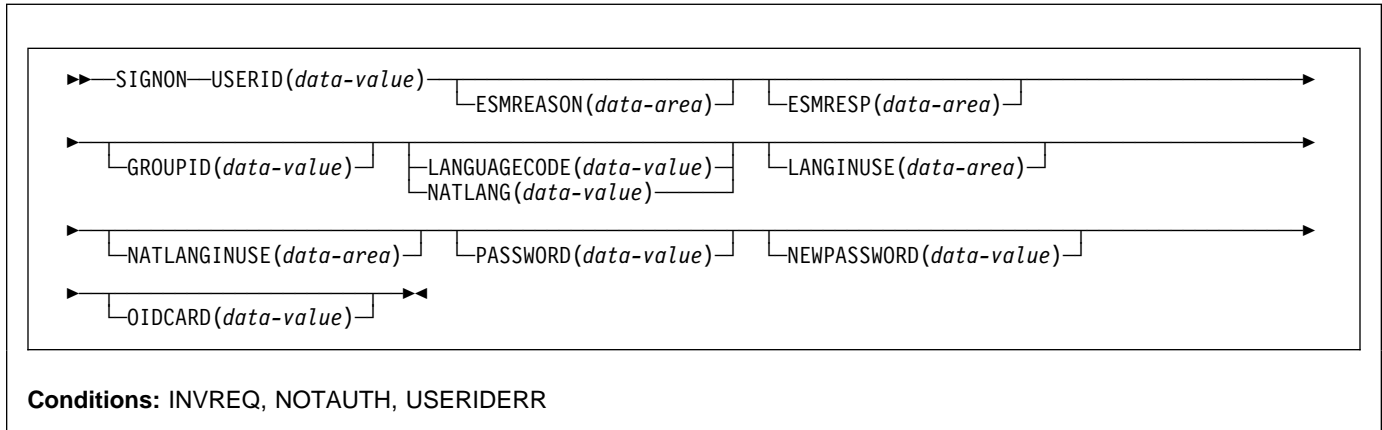 SIGNON USERID(data-value) ESMREASON(data-area) ESMRESP(data-area)
GROUPID(data-value) LANGUAGECODE(data-value) LANGINUSE(data-area)
NATLANG(data-value)
NATLANGINUSE(data-area) PASSWORD(data-value) NEWPASSWORD(data-value)
OIDCARD(data-value)
Conditions: INVREQ, NOTAUTH, USERIDERR